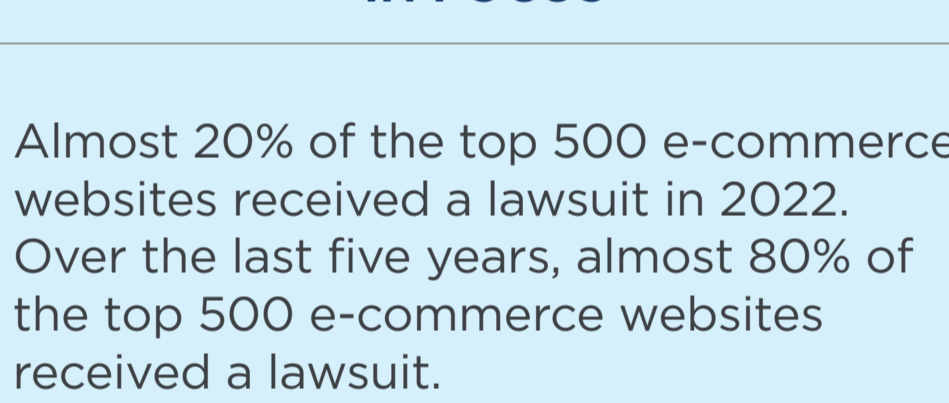 Almost 20% of the top 500 e-commerce
websites received a lawsuit in 2022.
Over the last five years, almost 80% of
the top 500 e-commerce websites
received a lawsuit.